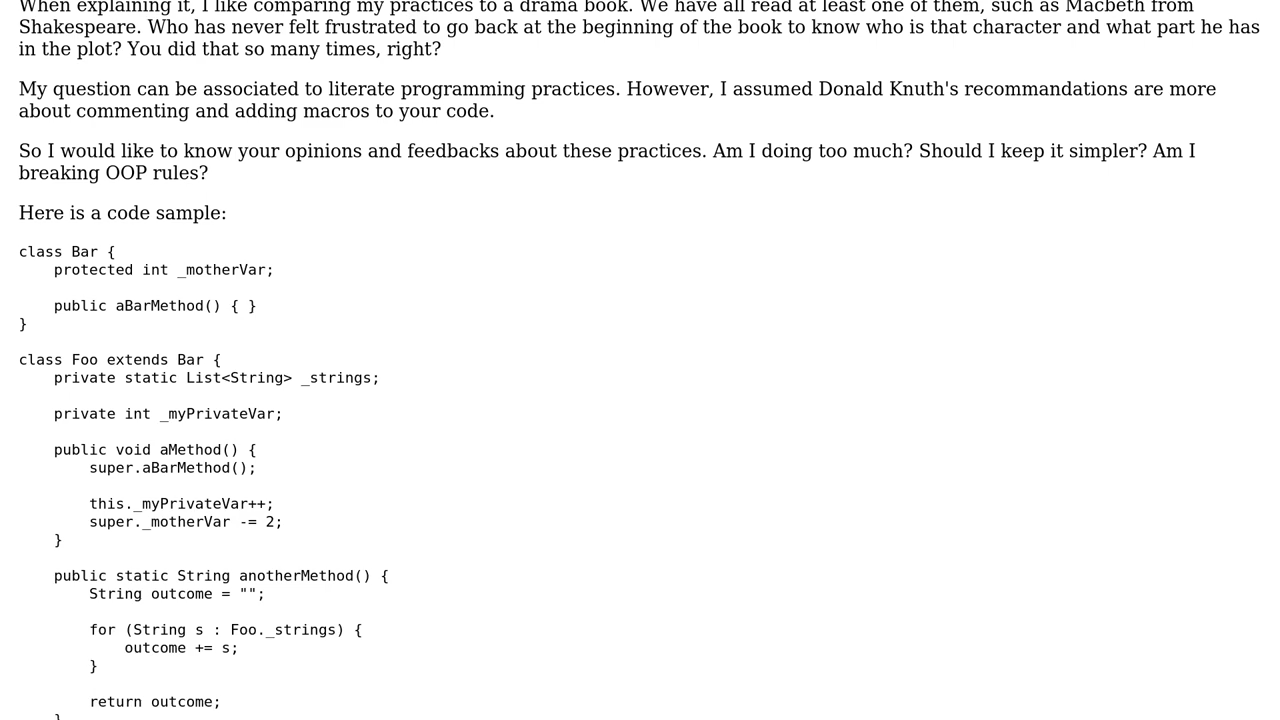 When explaining it, I like comparing my practices to a drama book. We have all read at least one of them, such as Macbeth from
Shakespeare. Who has never felt frustrated to go back at the beginning of the book to know who is that character and what part he has
in the plot? You did that so many times, right?
My question can be associated to literate programming practices. However, I assumed Donald Knuth's recommandations are more
about commenting and adding macros to your code.
So I would like to know your opinions and feedbacks about these practices. Am I doing too much? Should I keep it simpler? Am I
breaking OOP rules?
Here is a code sample:
class Bar {
    protected int _motherVar;
    public aBarMethod() { }
}
class Foo extends Bar {
    private static List<String> _strings;
    private int _myPrivateVar;
    public void aMethod() {
        super.aBarMethod();
        this._myPrivateVar++;
        super._motherVar -= 2;
    }
    public static String anotherMethod() {
        String outcome = "";
        for (String s : Foo._strings) {
            outcome += s;
        }
        return outcome;
    }